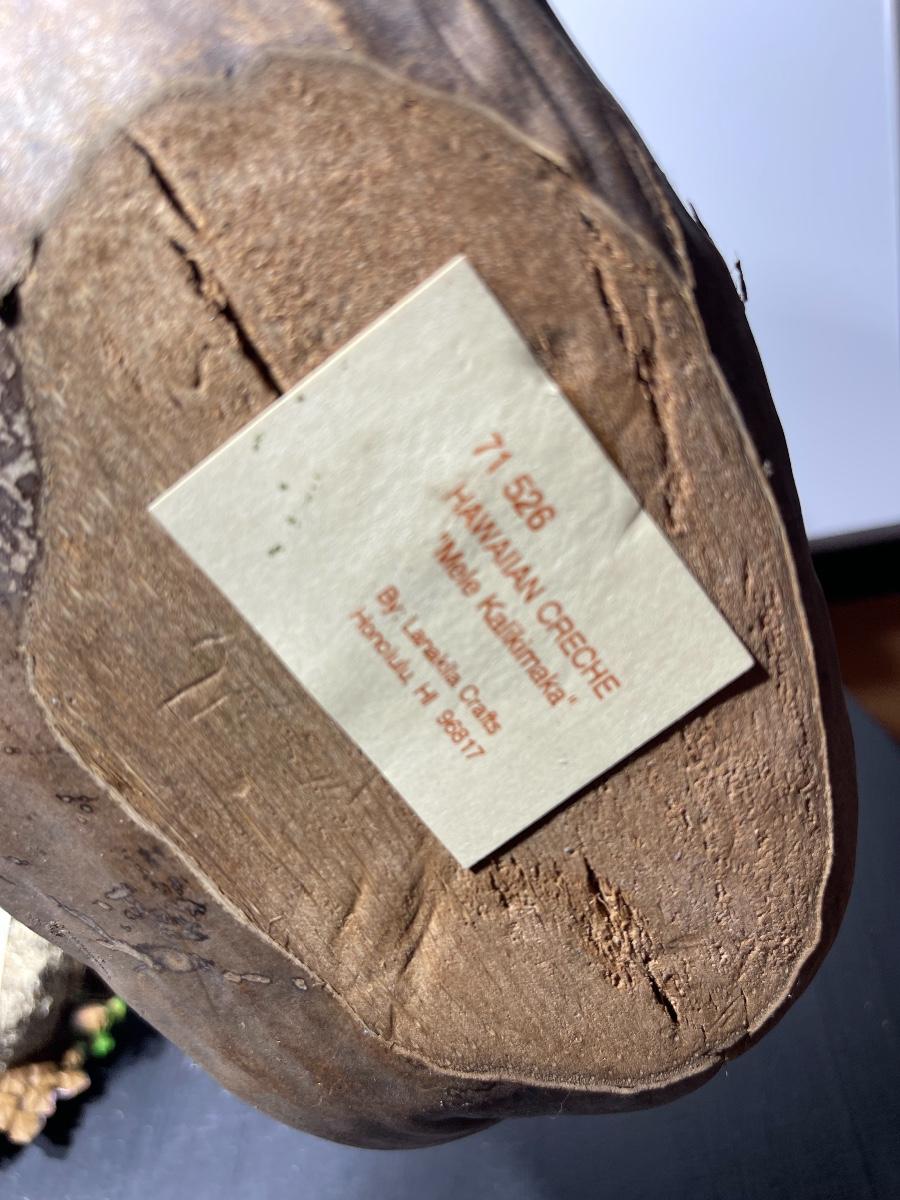 71 526
HAWAIIAN CRECHE
"Mele Kalikimaka"
By: Lanakila Crafts
Honolulu, HI 96817